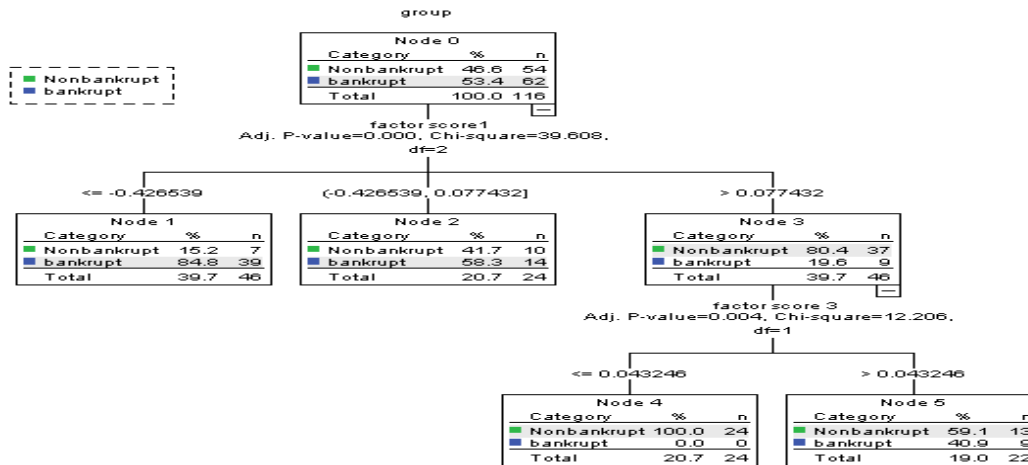 group
Nonbankrupt
bankrupt
Node 0
Category % n
Nonbankrupt 46.6 54
bankrupt 53.4 62
Total 100.0 116
factor score1
Adj. P-value=0.000, Chi-square=39.608,
df=2
<= -0.426539
(-0.426539, 0.077432]
> 0.077432
Node 1
Category % n
Nonbankrupt 15.2 7
bankrupt 84.8 39
Total 39.7 46
Node 2
Category % n
Nonbankrupt 41.7 10
bankrupt 58.3 14
Total 20.7 24
Node 3
Category % n
Nonbankrupt 80.4 37
bankrupt 19.6 9
Total 39.7 46
factor score 3
Adj. P-value=0.004, Chi-square=12.206,
df=1
<= 0.043246
> 0.043246
Node 4
Category % n
Nonbankrupt 100.0 24
bankrupt 0.0 0
Total 20.7 24
Node 5
Category % n
Nonbankrupt 59.1 13
bankrupt 40.9 9
Total 19.0 22